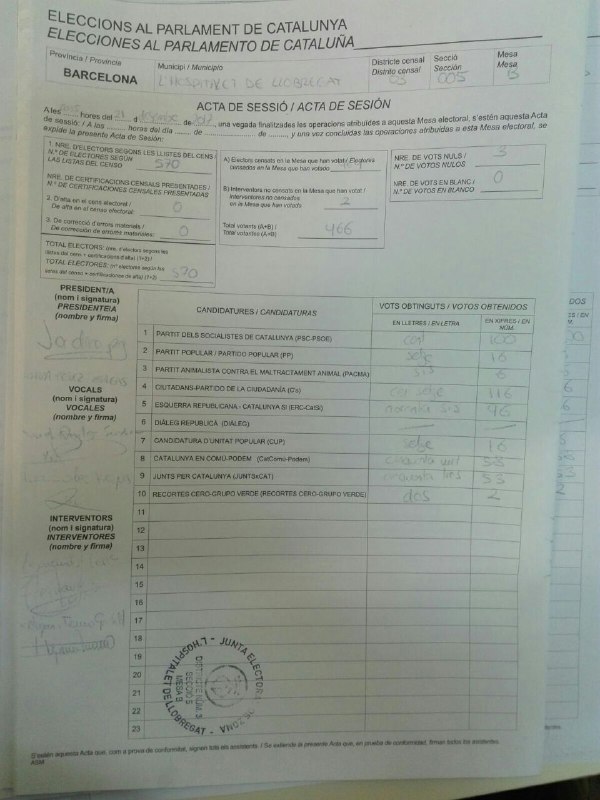 ELECCIONS AL PARLAMENT DE CATALUNYA
ELECCIONES AL PARLAMENTO DE CATALUÑA
Província / Provincia
BARCELONA
Municipi / Municipio
L'HOSPITALET DE LLOBREGAT
Districte censal
Distrito censal
03
Secció
Sección
005
Mesa
Mesa
B
ACTA DE SESSIÓ / ACTA DE SESIÓN
A les hores del 21 d de 2017, una vegada finalitzades les operacions atribuïdes a aquesta Mesa electoral, s'estén aquesta Acta
de sessió: / A los ......... horas del día ......... de ......... de ........., y una vez concluidas las operaciones atribuidas a esta Mesa electoral, se
expide la presente Acta de Sesión:
1. NRE. D'ELECTORS SEGONS LES LLISTES DEL CENS /
N.º DE ELECTORES SEGÚN
LAS LISTAS DEL CENSO 570
NRE. DE CERTIFICACIONS CENSALS PRESENTADES /
N.º DE CERTIFICACIONES CENSALES PRESENTADAS
2. D'alta en el cens electoral /
De alta en el censo electoral: 0
3. De correcció d'errors materials /
De corrección de errores materiales: 0
TOTAL ELECTORS: (nre. d'electors segons les
llistes del cens + certificacions d'alta) (1+2) /
TOTAL ELECTORES: (n.º electores según las
listas del censo + certificaciones de alta) (1+2) 570
A) Electors censats en la Mesa que han votat / Electores
censados en la Mesa que han votado
B) Interventors no censats en la Mesa que han votat /
Interventores no censados
en la Mesa que han votado 2
Total votants (A+B) /
Total votantes (A+B) 466
NRE. DE VOTS NULS /
N.º DE VOTOS NULOS 3
NRE. DE VOTS EN BLANC /
N.º DE VOTOS EN BLANCO 0
PRESIDENT/A
(nom i signatura)
PRESIDENTE/A
(nombre y firma)
VOCALS
(nom i signatura)
VOCALES
(nombre y firma)
INTERVENTORS
(nom i signatura)
INTERVENTORES
(nombre y firma)
CANDIDATURES / CANDIDATURAS
VOTS OBTINGUTS / VOTOS OBTENIDOS
EN LLETRES / EN LETRA
EN XIFRES / EN NÚM.
1 PARTIT DELS SOCIALISTES DE CATALUNYA (PSC-PSOE) cent 100
2 PARTIT POPULAR / PARTIDO POPULAR (PP) setze 16
3 PARTIT ANIMALISTA CONTRA EL MALTRACTAMENT ANIMAL (PACMA) sis 6
4 CIUTADANS-PARTIDO DE LA CIUDADANÍA (C's) cent setze 116
5 ESQUERRA REPUBLICANA - CATALUNYA SÍ (ERC-CatSí) noranta sis 96
6 DIÀLEG REPUBLICÀ (DIÀLEG) — —
7 CANDIDATURA D'UNITAT POPULAR (CUP) setze 16
8 CATALUNYA EN COMÚ-PODEM (CatComú-Podem)
9 JUNTS PER CATALUNYA (JUNTSxCAT) cinquanta tres 53
10 RECORTES CERO-GRUPO VERDE (RECORTES CERO-GRUPO VERDE) dos 2
11
12
13
14
15
16
17
18
19
20
21
22
23
JUNTA ELECTORAL DE ZONA - L'HOSPITALET DE LLOBREGAT
DISTRICTE NÚM. 3
SECCIÓ 5
MESA B
S'estén aquesta Acta que, com a prova de conformitat, signen tots els assistents. / Se extiende la presente Acta que, en prueba de conformidad, firman todos los asistentes.
ASM